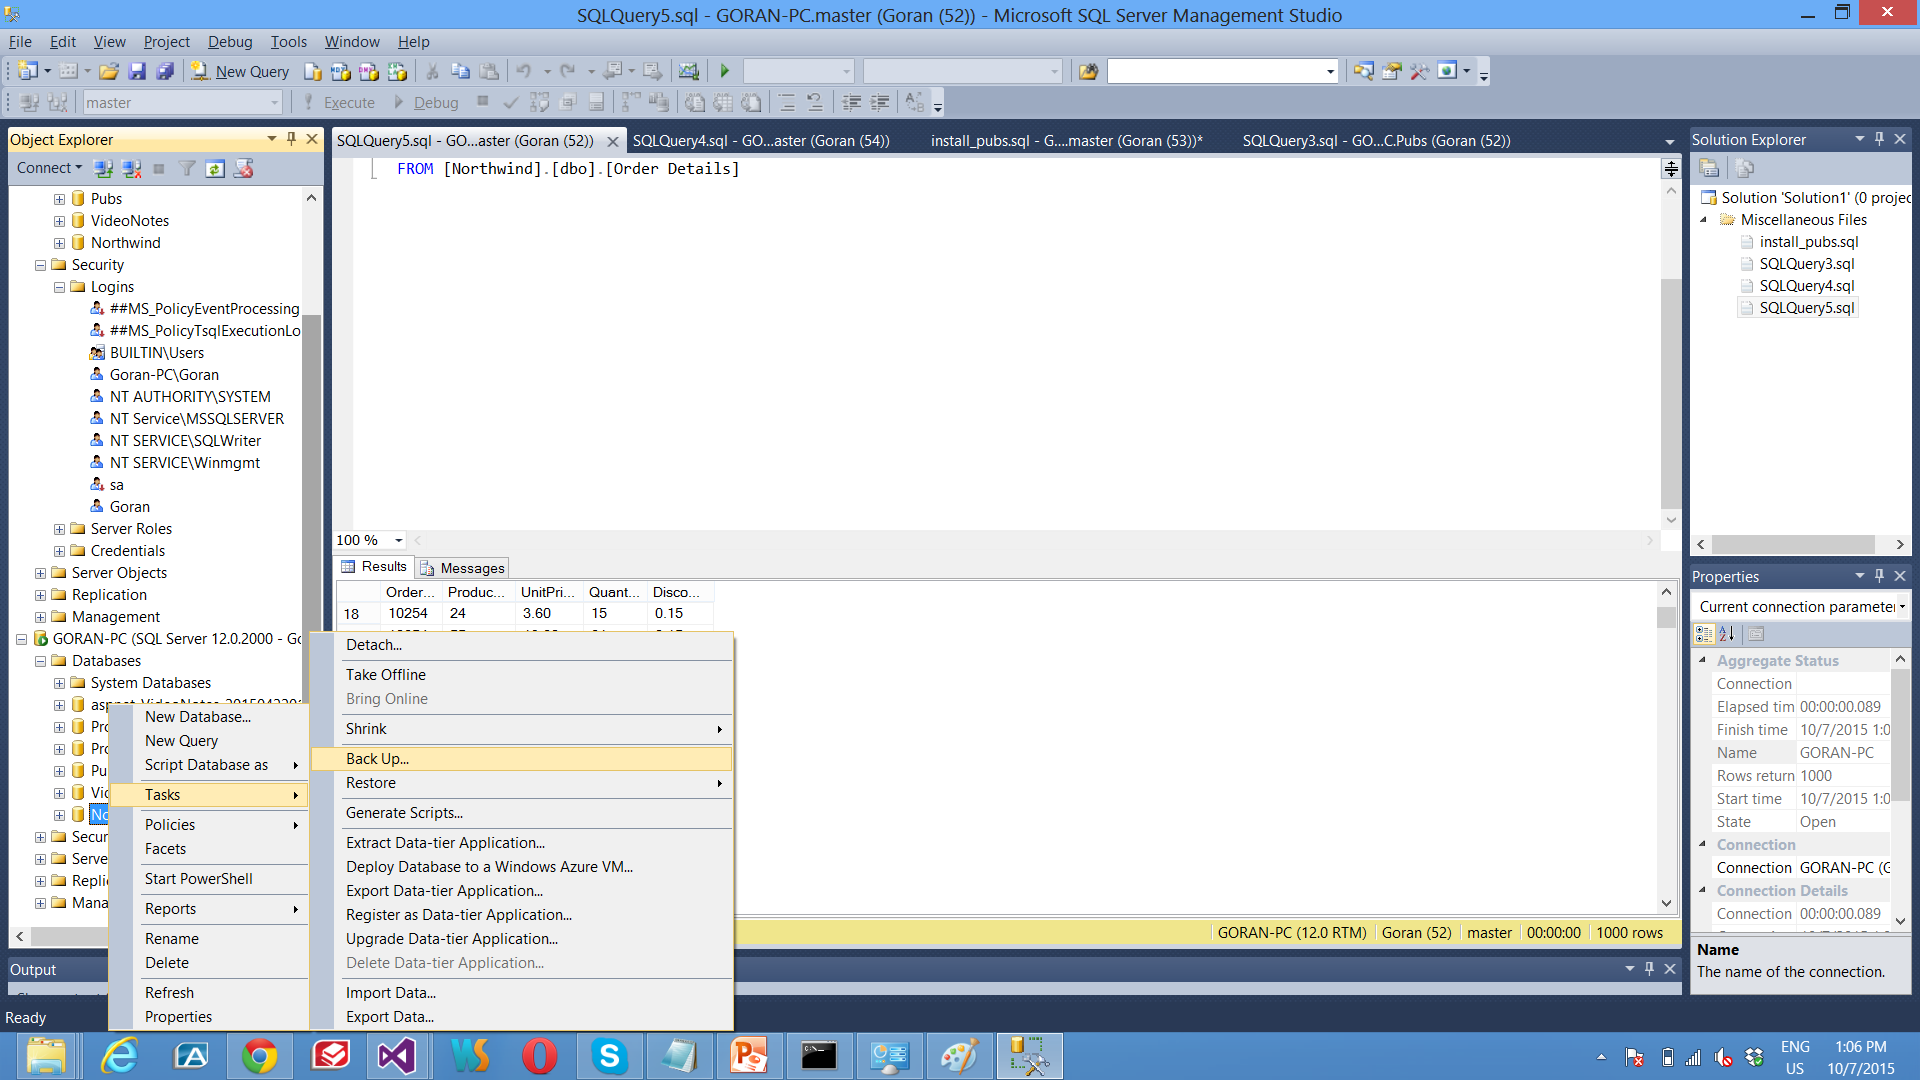 SQLQuery5.sql - GORAN-PC.master (Goran (52)) - Microsoft SQL Server Management Studio
File Edit View Project Debug Tools Window Help
New Query
master Execute Debug
Object Explorer
Connect
Pubs
VideoNotes
Northwind
Security
Logins
##MS_PolicyEventProcessing
##MS_PolicyTsqlExecutionLo
BUILTIN\Users
Goran-PC\Goran
NT AUTHORITY\SYSTEM
NT Service\MSSQLSERVER
NT SERVICE\SQLWriter
NT SERVICE\Winmgmt
sa
Goran
Server Roles
Credentials
Server Objects
Replication
Management
GORAN-PC (SQL Server 12.0.2000 - Go
Databases
System Databases
Pro
Pro
Pu
Vid
No
Secur
Serve
Replic
Mana
New Database...
New Query
Script Database as
Tasks
Policies
Facets
Start PowerShell
Reports
Rename
Delete
Refresh
Properties
Detach...
Take Offline
Bring Online
Shrink
Back Up...
Restore
Generate Scripts...
Extract Data-tier Application...
Deploy Database to a Windows Azure VM...
Export Data-tier Application...
Register as Data-tier Application...
Upgrade Data-tier Application...
Delete Data-tier Application...
Import Data...
Export Data...
SQLQuery5.sql - GO...aster (Goran (52)) SQLQuery4.sql - GO...aster (Goran (54)) install_pubs.sql - G....master (Goran (53))* SQLQuery3.sql - GO...C.Pubs (Goran (52))
FROM [Northwind].[dbo].[Order Details]
100 %
Results Messages
Order... Produc... UnitPri... Quant... Disco...
18 10254 24 3.60 15 0.15
GORAN-PC (12.0 RTM) Goran (52) master 00:00:00 1000 rows
Solution Explorer
Solution 'Solution1' (0 projec
Miscellaneous Files
install_pubs.sql
SQLQuery3.sql
SQLQuery4.sql
SQLQuery5.sql
Properties
Current connection parameter
Aggregate Status
Connection
Elapsed tim 00:00:00.089
Finish time 10/7/2015 1:0
Name GORAN-PC
Rows return 1000
Start time 10/7/2015 1:0
State Open
Connection
Connection GORAN-PC (G
Connection Details
Connection 00:00:00.089
Name
The name of the connection.
Output
Ready
ENG
US
1:06 PM
10/7/2015